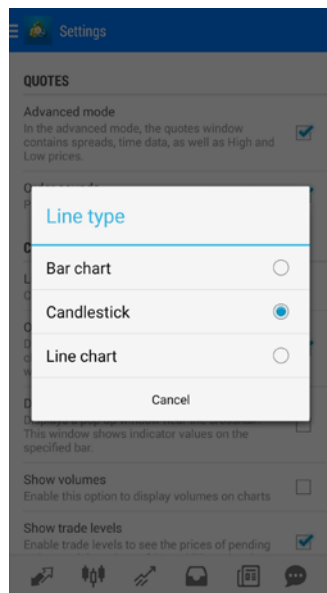 Settings
QUOTES
Advanced mode
In the advanced mode, the quotes window
contains spreads, time data, as well as High and
Low prices.
Line type
Bar chart
Candlestick
Line chart
Cancel
This window shows indicator values on the
specified bar.
Show volumes
Enable this option to display volumes on charts
Show trade levels
Enable trade levels to see the prices of pending